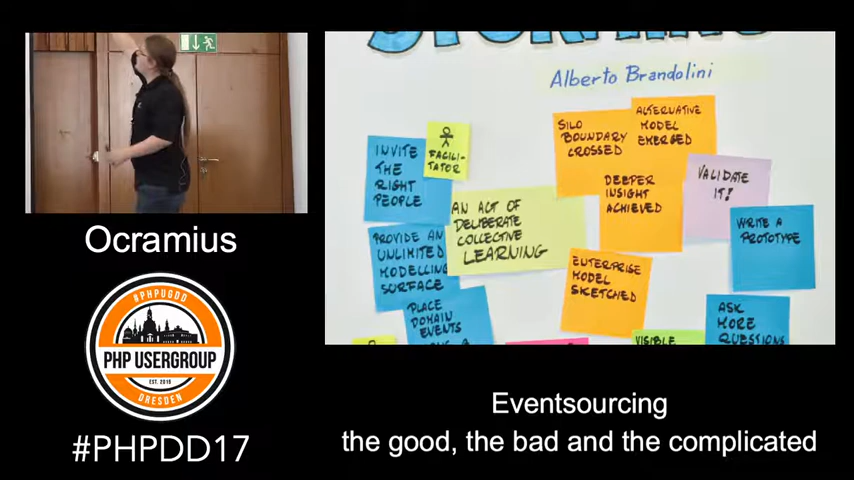 Alberto Brandolini
INVITE
THE
RIGHT
PEOPLE
FACILI-
TATOR
AN ACT OF
DELIBERATE
COLLECTIVE
LEARNING
PROVIDE AN
UNLIMITED
MODELLING
SURFACE
PLACE
DOMAIN
EVENTS
SILO
BOUNDARY
CROSSED
ALTERNATIVE
MODEL
EMERGED
DEEPER
INSIGHT
ACHIEVED
VALIDATE
IT!
WRITE A
PROTOTYPE
ENTERPRISE
MODEL
SKETCHED
VISIBLE
ASK
MORE
QUESTIONS
Ocramius
#PHPUGDD
PHP USERGROUP
EST. 2010
DRESDEN
#PHPDD17
Eventsourcing
the good, the bad and the complicated